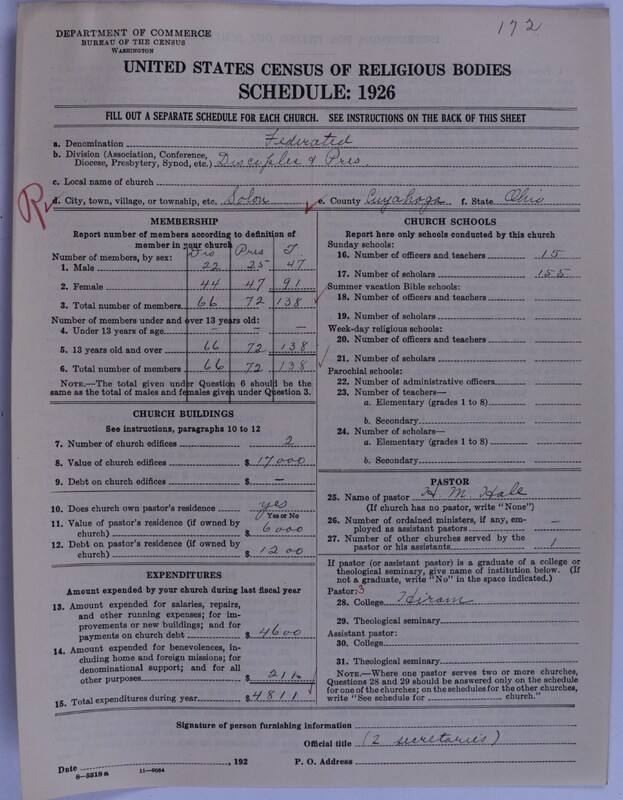 172
DEPARTMENT OF COMMERCE
BUREAU OF THE CENSUS
WASHINGTON
UNITED STATES CENSUS OF RELIGIOUS BODIES
SCHEDULE: 1926
FILL OUT A SEPARATE SCHEDULE FOR EACH CHURCH. SEE INSTRUCTIONS ON THE BACK OF THIS SHEET
a. Denomination Federated
b. Division (Association, Conference,
Diocese, Presbytery, Synod, etc.) Disciples & Pres.
c. Local name of church
d. City, town, village, or township, etc. Solon e. County Cuyahoga f. State Ohio
MEMBERSHIP
Report number of members according to definition of
member in your church
Dis Pres T.
Number of members, by sex:
1. Male 22 25 47
2. Female 44 47 91
3. Total number of members 66 72 138
Number of members under and over 13 years old:
4. Under 13 years of age – – –
5. 13 years old and over 66 72 138
6. Total number of members 66 72 138
NOTE.—The total given under Question 6 should be the
same as the total of males and females given under Question 3.
CHURCH BUILDINGS
See instructions, paragraphs 10 to 12
7. Number of church edifices 2
8. Value of church edifices $ 17000
9. Debt on church edifices $ —
10. Does church own pastor's residence yes
Yes or No
11. Value of pastor's residence (if owned by
church) $ 6000
12. Debt on pastor's residence (if owned by
church) $ 1200
EXPENDITURES
Amount expended by your church during last fiscal year
13. Amount expended for salaries, repairs,
and other running expenses; for im-
provements or new buildings; and for
payments on church debt $ 4600
14. Amount expended for benevolences, in-
cluding home and foreign missions; for
denominational support; and for all
other purposes $ 211
15. Total expenditures during year $ 4811
CHURCH SCHOOLS
Report here only schools conducted by this church
Sunday schools:
16. Number of officers and teachers 15
17. Number of scholars 155
Summer vacation Bible schools:
18. Number of officers and teachers
19. Number of scholars
Week-day religious schools:
20. Number of officers and teachers
21. Number of scholars
Parochial schools:
22. Number of administrative officers
23. Number of teachers—
a. Elementary (grades 1 to 8)
b. Secondary
24. Number of scholars—
a. Elementary (grades 1 to 8)
b. Secondary
PASTOR
25. Name of pastor H. M. Hale
(If church has no pastor, write "None")
26. Number of ordained ministers, if any, em-
ployed as assistant pastors —
27. Number of other churches served by the
pastor or his assistants 1
If pastor (or assistant pastor) is a graduate of a college or
theological seminary, give name of institution below. (If
not a graduate, write "No" in the space indicated.)
Pastor: 3
28. College Hiram
29. Theological seminary
Assistant pastor:
30. College
31. Theological seminary
NOTE.—Where one pastor serves two or more churches,
Questions 28 and 29 should be answered only on the schedule
for one of the churches; on the schedules for the other churches,
write "See schedule for church."
Signature of person furnishing information
Official title (2 secretaries)
Date , 192 P. O. Address
8—5518a 11—9054